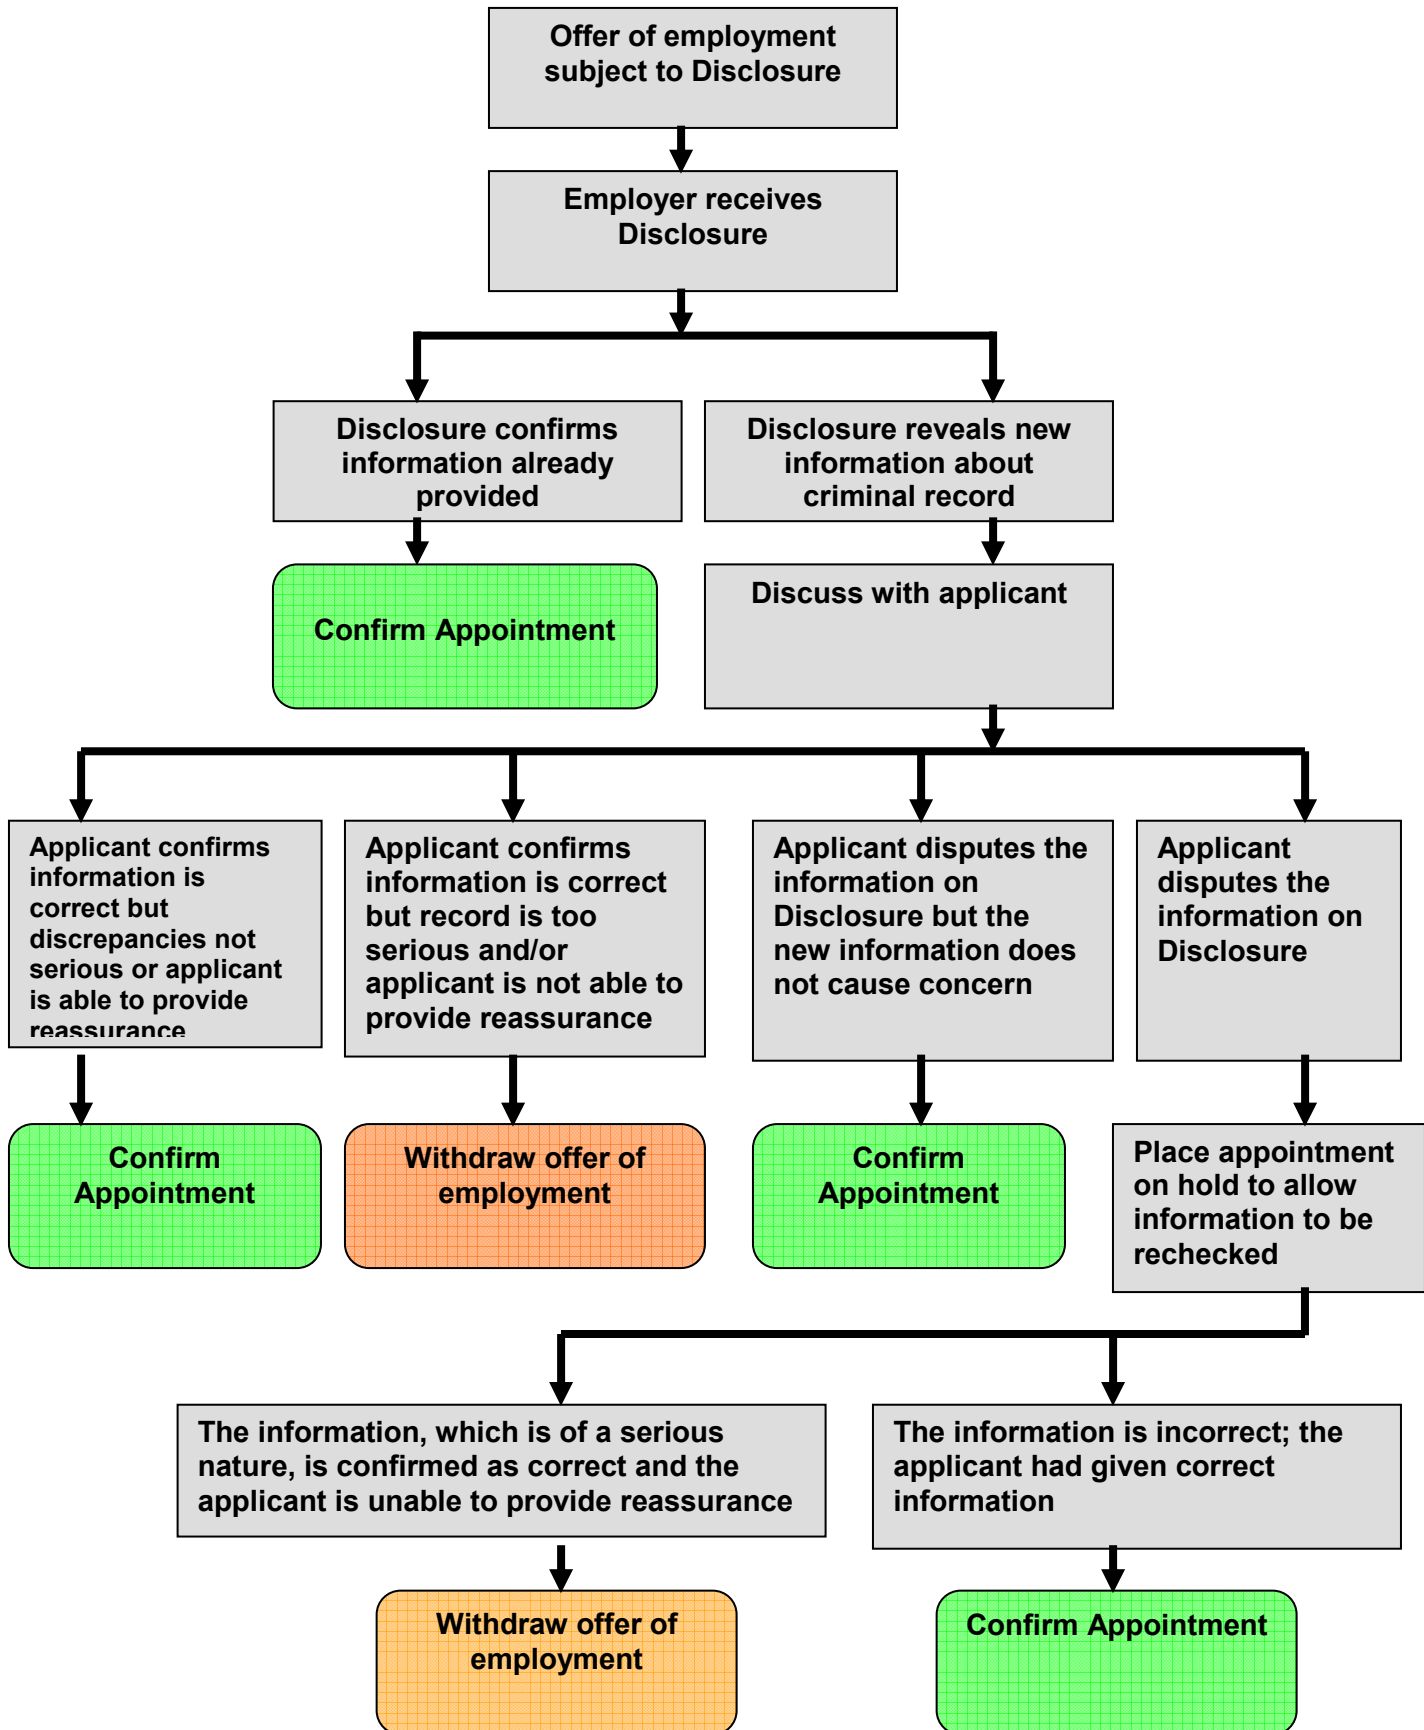 Offer of employment
subject to Disclosure
Employer receives
Disclosure
Disclosure confirms
information already
provided
Disclosure reveals new
information about
criminal record
Confirm Appointment
Discuss with applicant
Applicant confirms
information is
correct but
discrepancies not
serious or applicant
is able to provide
reassurance
Applicant confirms
information is correct
but record is too
serious and/or
applicant is not able to
provide reassurance
Applicant disputes the
information on
Disclosure but the
new information does
not cause concern
Applicant
disputes the
information on
Disclosure
Confirm
Appointment
Withdraw offer of
employment
Confirm
Appointment
Place appointment
on hold to allow
information to be
rechecked
The information, which is of a serious
nature, is confirmed as correct and the
applicant is unable to provide reassurance
The information is incorrect; the
applicant had given correct
information
Withdraw offer of
employment
Confirm Appointment